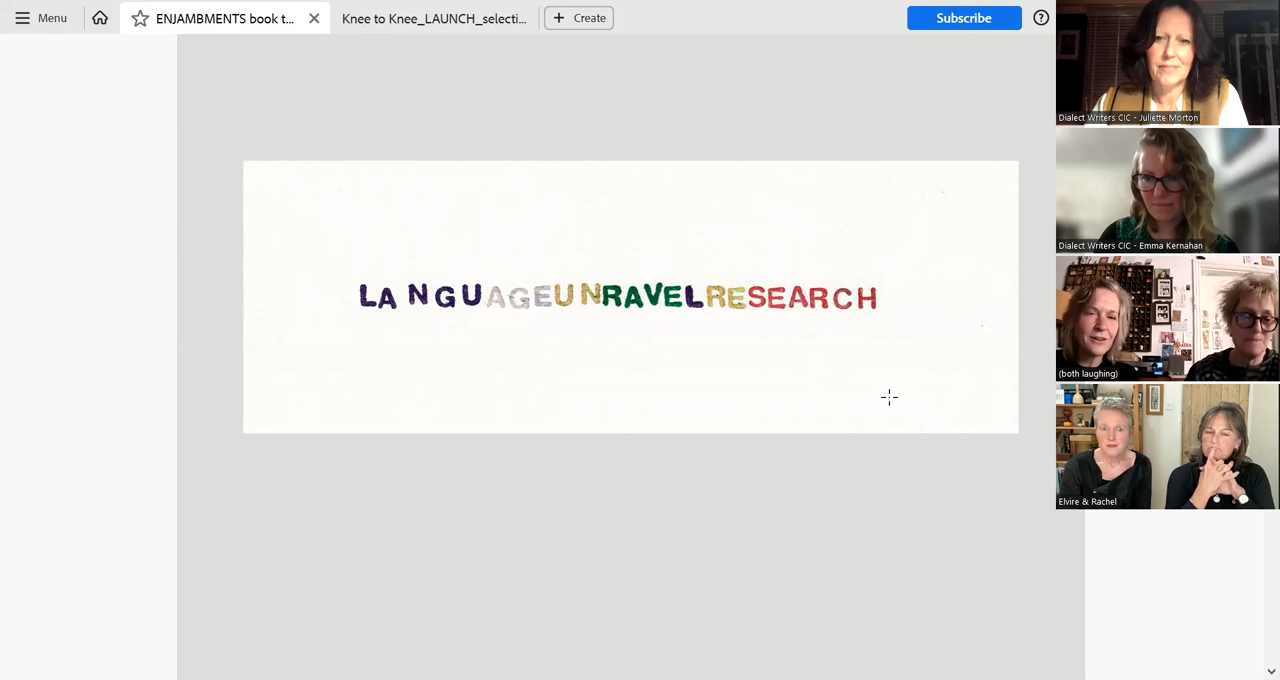 Menu
ENJAMBMENTS book t...
Knee to Knee_LAUNCH_selecti...
+ Create
Subscribe
?
LANGUAGEUNRAVELRESEARCH
Dialect Writers CIC - Juliette Morton
Dialect Writers CIC - Emma Kernahan
(both laughing)
Elvire & Rachel